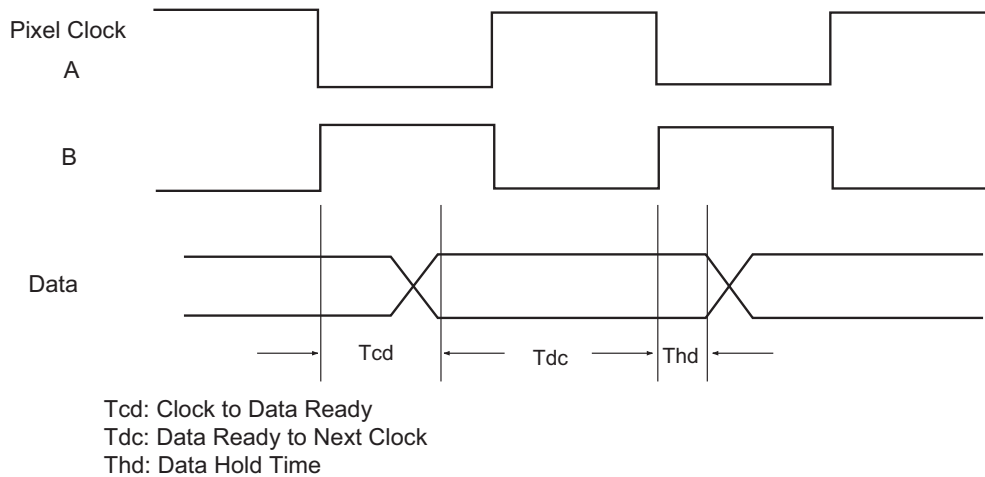 Pixel Clock
A
B
Data
Tcd
Tdc
Thd
Tcd: Clock to Data Ready
Tdc: Data Ready to Next Clock
Thd: Data Hold Time